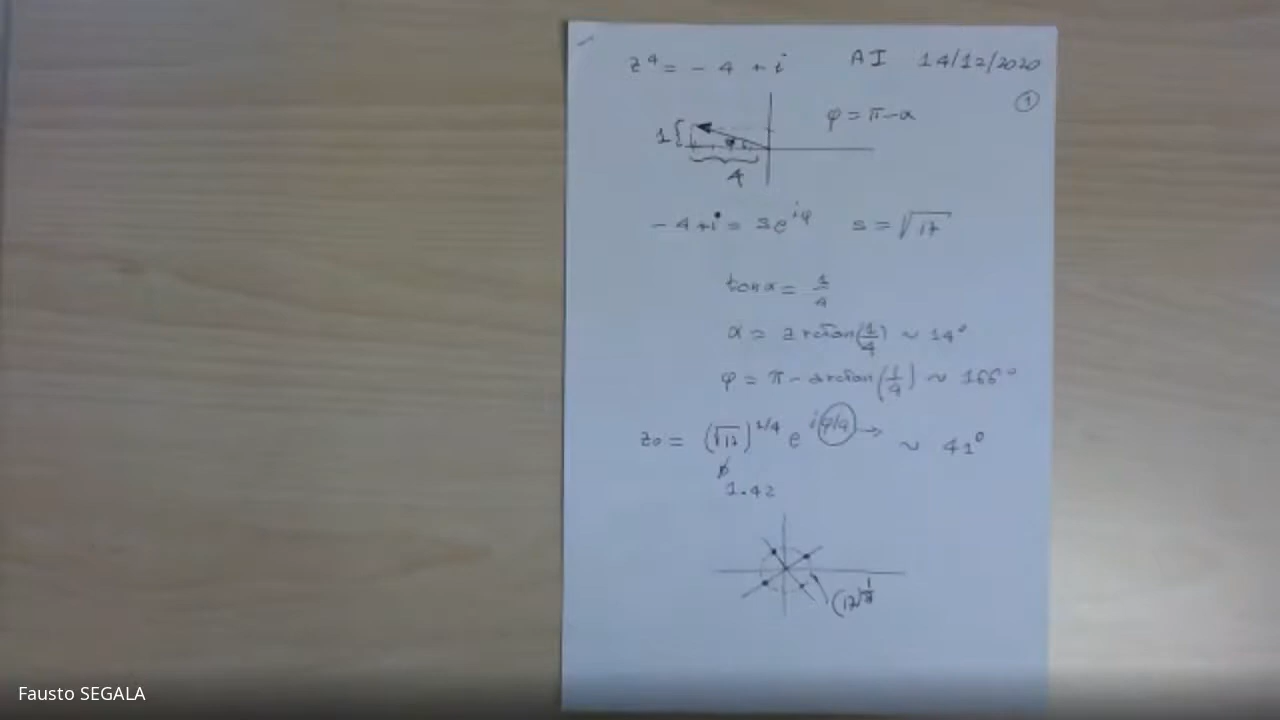 z⁴ = - 4 + i AI 14/12/2020
①
φ = π - α
1
4
- 4 + i = s e^{iφ} s = √17
tan α = 1/4
α = arctan(1/4) ~ 14°
φ = π - arctan(1/4) ~ 166°
z₀ = (√17)^{1/4} e^{iφ/4} → ~ 41°
1.42
(17)^{1/8}
Fausto SEGALA